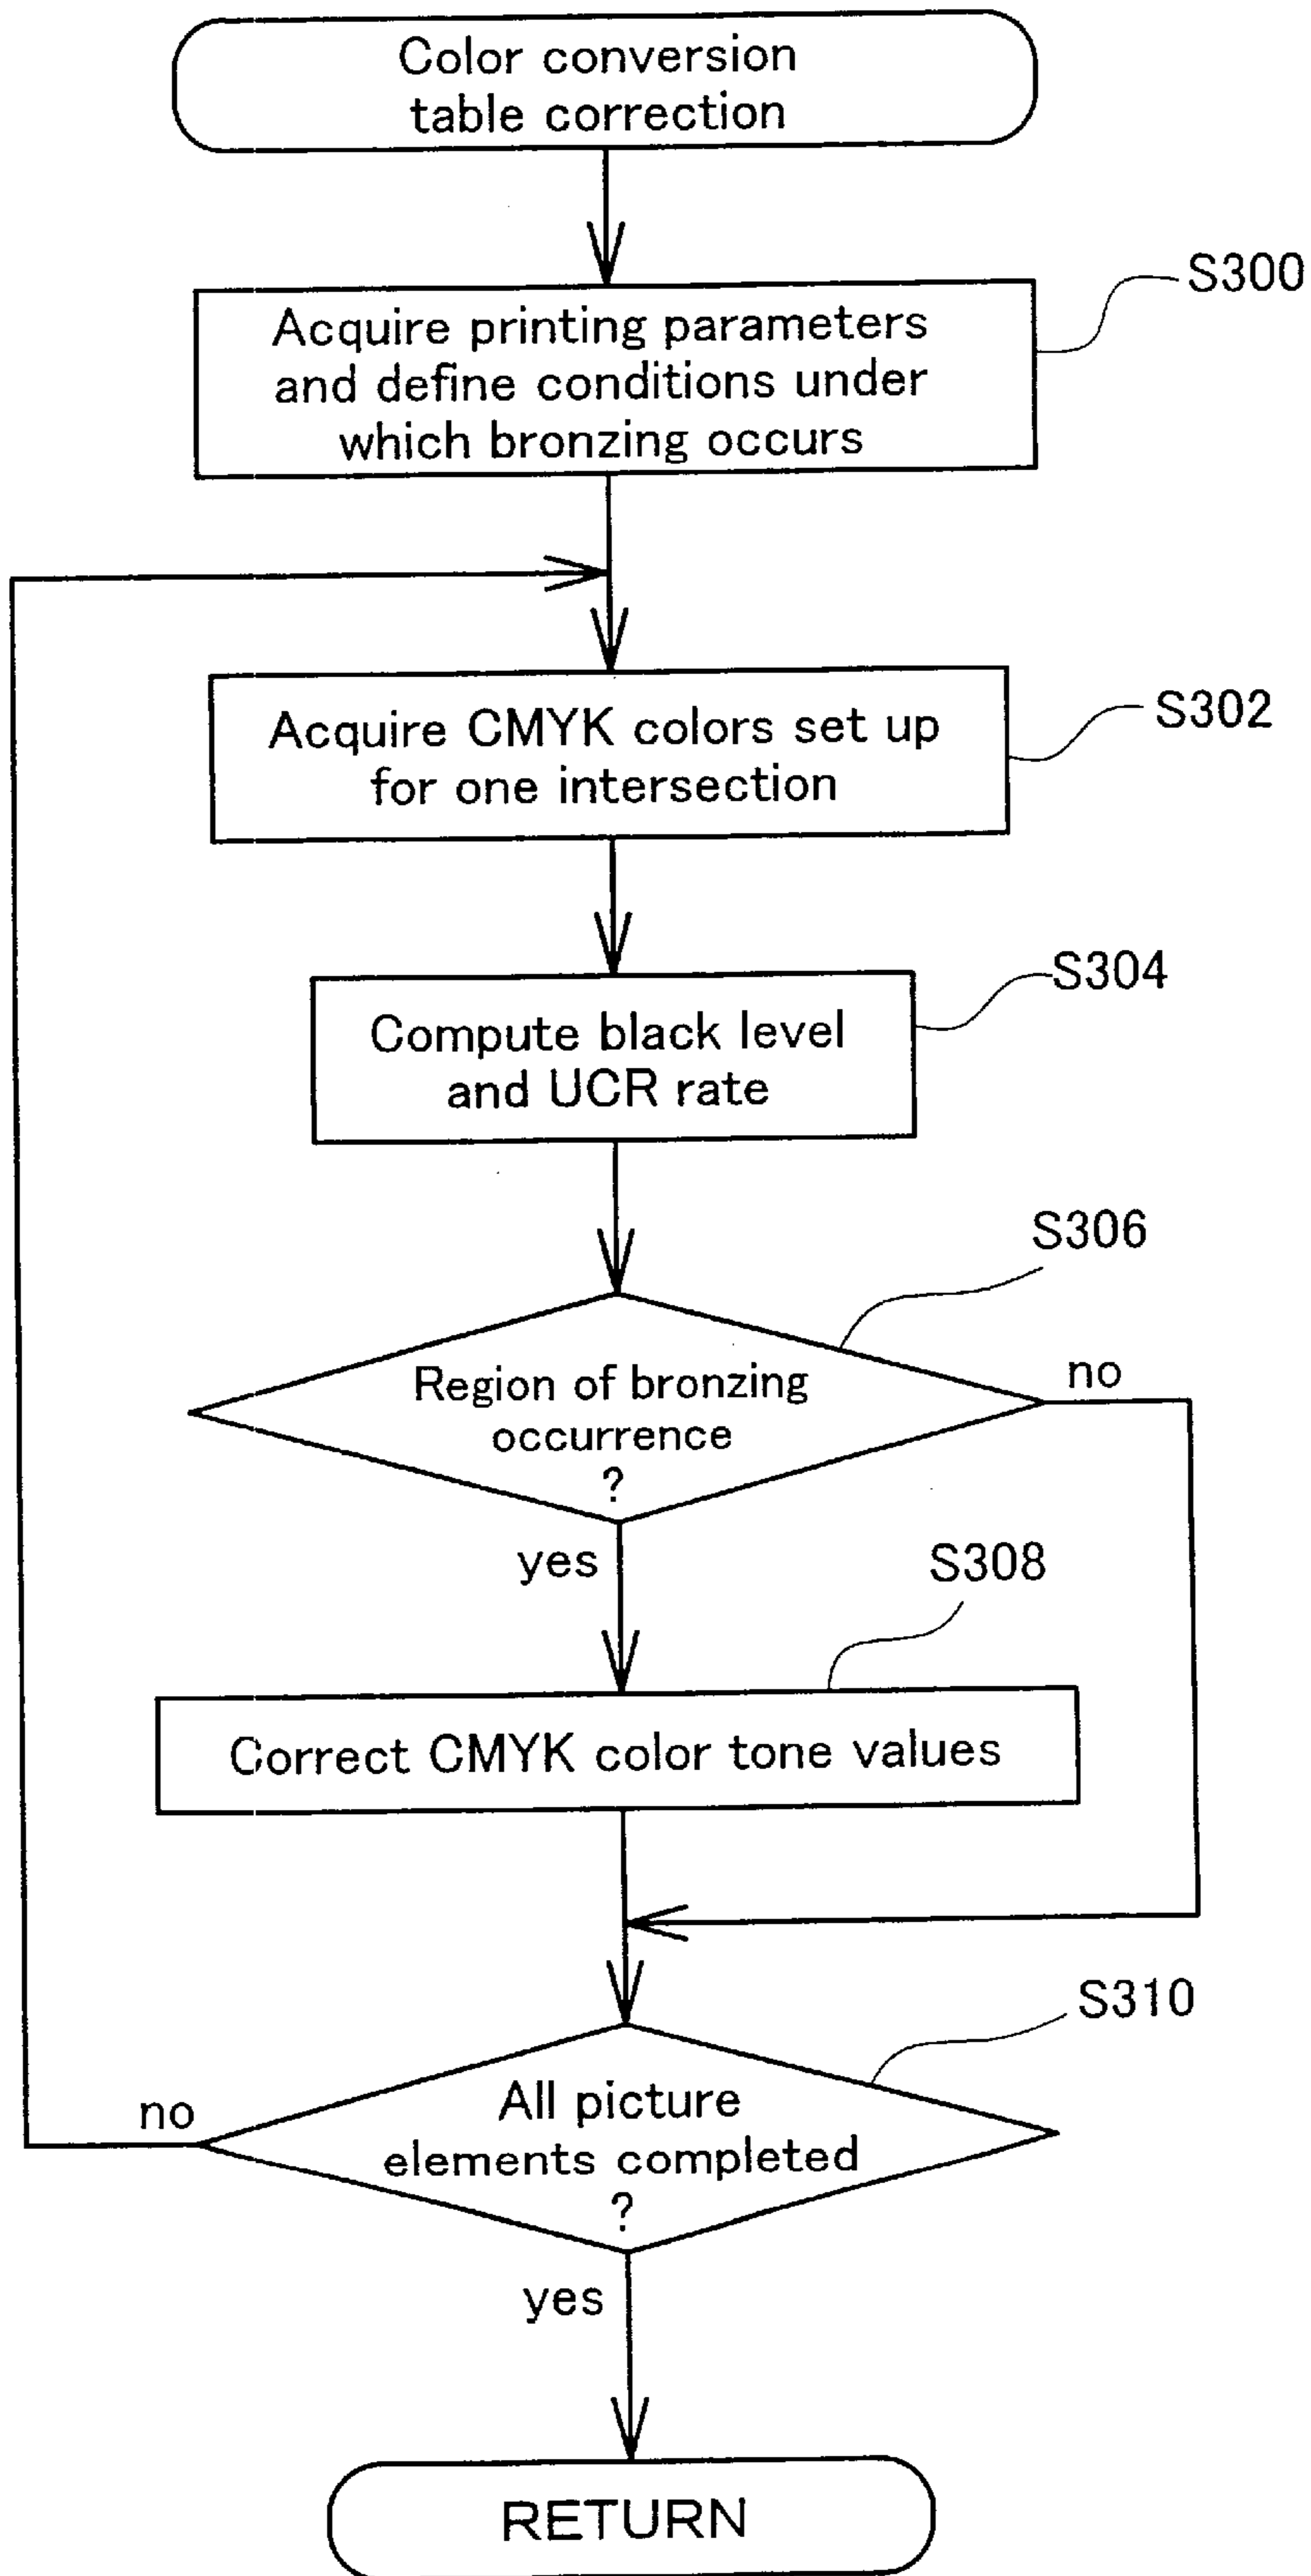 Color conversion
table correction
S300
Acquire printing parameters
and define conditions under
which bronzing occurs
S302
Acquire CMYK colors set up
for one intersection
S304
Compute black level
and UCR rate
S306
Region of bronzing
occurrence
?
no
yes
S308
Correct CMYK color tone values
S310
All picture
elements completed
?
no
yes
RETURN